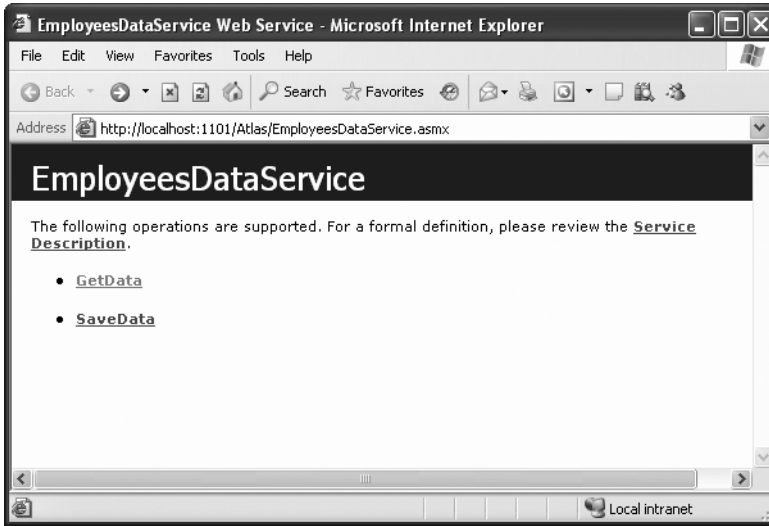 EmployeesDataService Web Service - Microsoft Internet Explorer
File Edit View Favorites Tools Help
Back Search Favorites
Address http://localhost:1101/Atlas/EmployeesDataService.asmx
EmployeesDataService
The following operations are supported. For a formal definition, please review the Service
Description.
• GetData
• SaveData
Local intranet